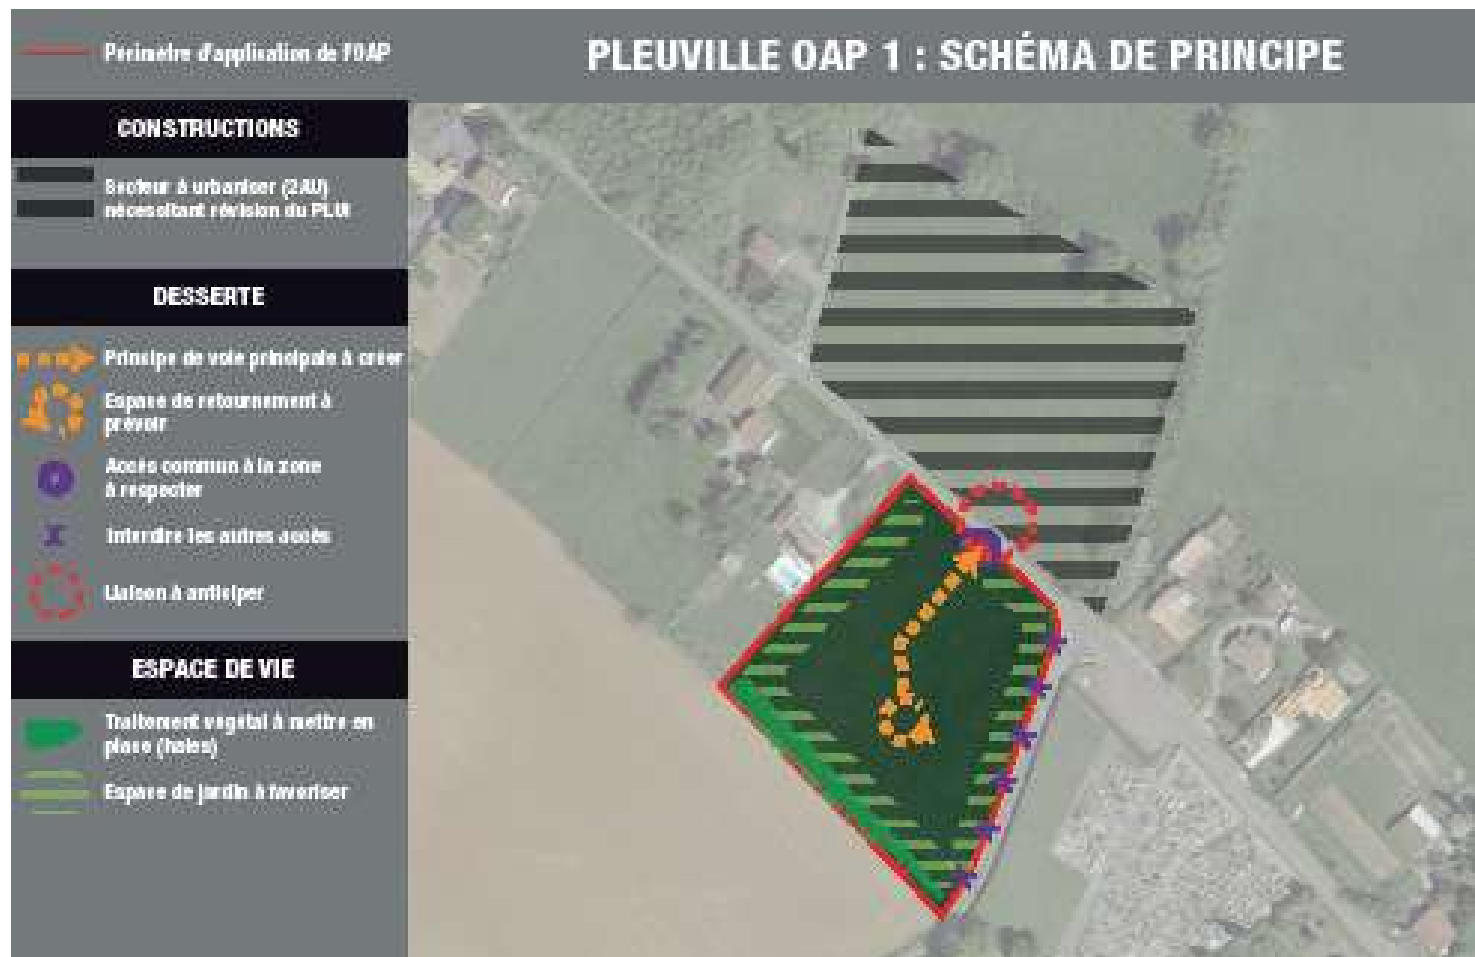 Périmètre d'application de l'OAP
PLEUVILLE OAP 1 : SCHÉMA DE PRINCIPE
CONSTRUCTIONS
Secteur à urbaniser (2AU)
nécessitant révision du PLUi
DESSERTE
Principe de voie principale à créer
Espace de retournement à
prévoir
Accès commun à la zone
à respecter
Interdire les autres accès
Liaison à anticiper
ESPACE DE VIE
Traitement végétal à mettre en
place (haies)
Espace de jardin à favoriser